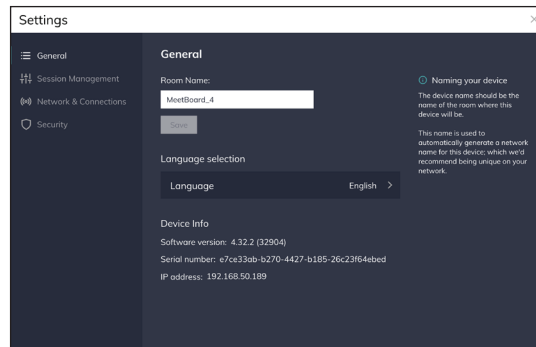 Settings
General
Session Management
Network & Connections
Security
General
Room Name:
MeetBoard_4
Save
Language selection
Language English
Device Info
Software version: 4.32.2 (32904)
Serial number: e7ce33ab-b270-4427-b185-26c23f64ebed
IP address: 192.168.50.189
Naming your device
The device name should be the
name of the room where this
device will be.
This name is used to
automatically generate a network
name for this device; which we'd
recommend being unique on your
network.